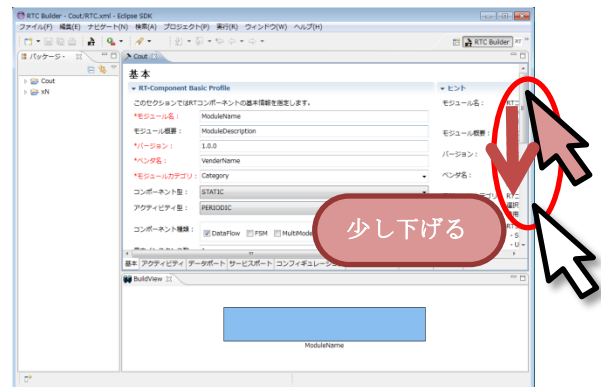 RTC Builder - Cout/RTC.xml - Eclipse SDK
ファイル(F) 編集(E) ナビゲート(N) 検索(A) プロジェクト(P) 実行(R) ウィンドウ(W) ヘルプ(H)
RTC Builder
パッケージ・
Cout
Cout
xN
基本
RT-Component Basic Profile
ヒント
このセクションではRTコンポーネントの基本情報を指定します。
*モジュール名： ModuleName
モジュール名：
モジュール概要： ModuleDescription
モジュール概要：
*バージョン： 1.0.0
バージョン：
*ベンダ名： VenderName
ベンダ名：
*モジュールカテゴリ： Category
コンポーネント型： STATIC
アクティビティ型： PERIODIC
コンポーネント種類： DataFlow FSM MultiMode
少し下げる
基本 アクティビティ データポート サービスポート コンフィギュレーション
BuildView
ModuleName